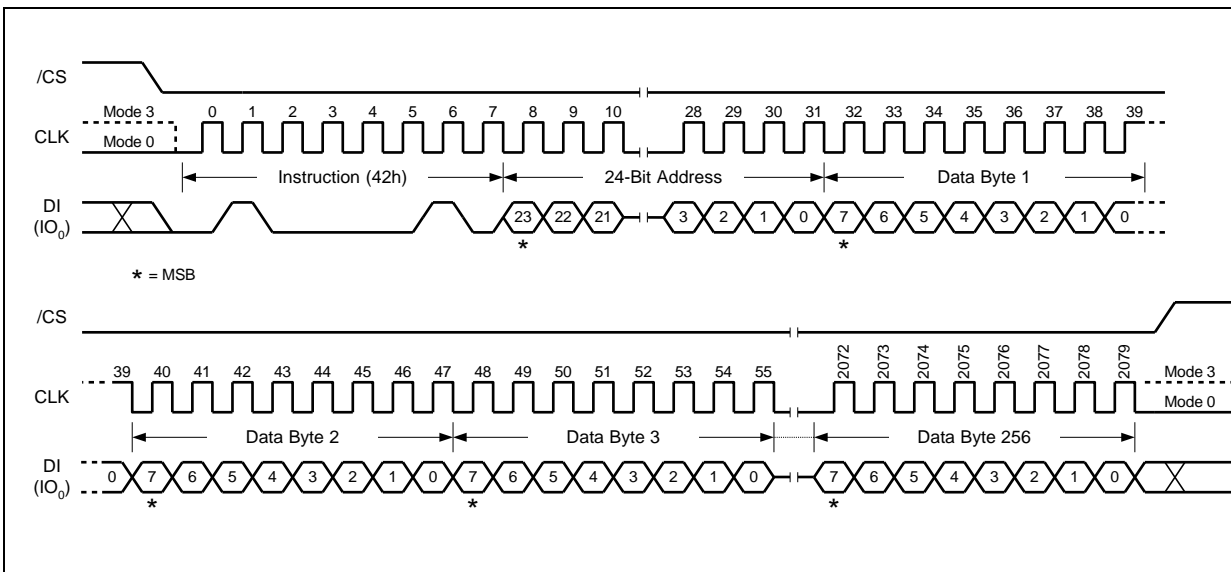 /CS
Mode 3 0 1 2 3 4 5 6 7 8 9 10 28 29 30 31 32 33 34 35 36 37 38 39
CLK Mode 0
Instruction (42h) 24-Bit Address Data Byte 1
DI
(IO₀) 23 22 21 3 2 1 0 7 6 5 4 3 2 1 0
* *
* = MSB
/CS
39 40 41 42 43 44 45 46 47 48 49 50 51 52 53 54 55 2072 2073 2074 2075 2076 2077 2078 2079 Mode 3
CLK Mode 0
Data Byte 2 Data Byte 3 Data Byte 256
DI
(IO₀) 0 7 6 5 4 3 2 1 0 7 6 5 4 3 2 1 0 7 6 5 4 3 2 1 0
* * *